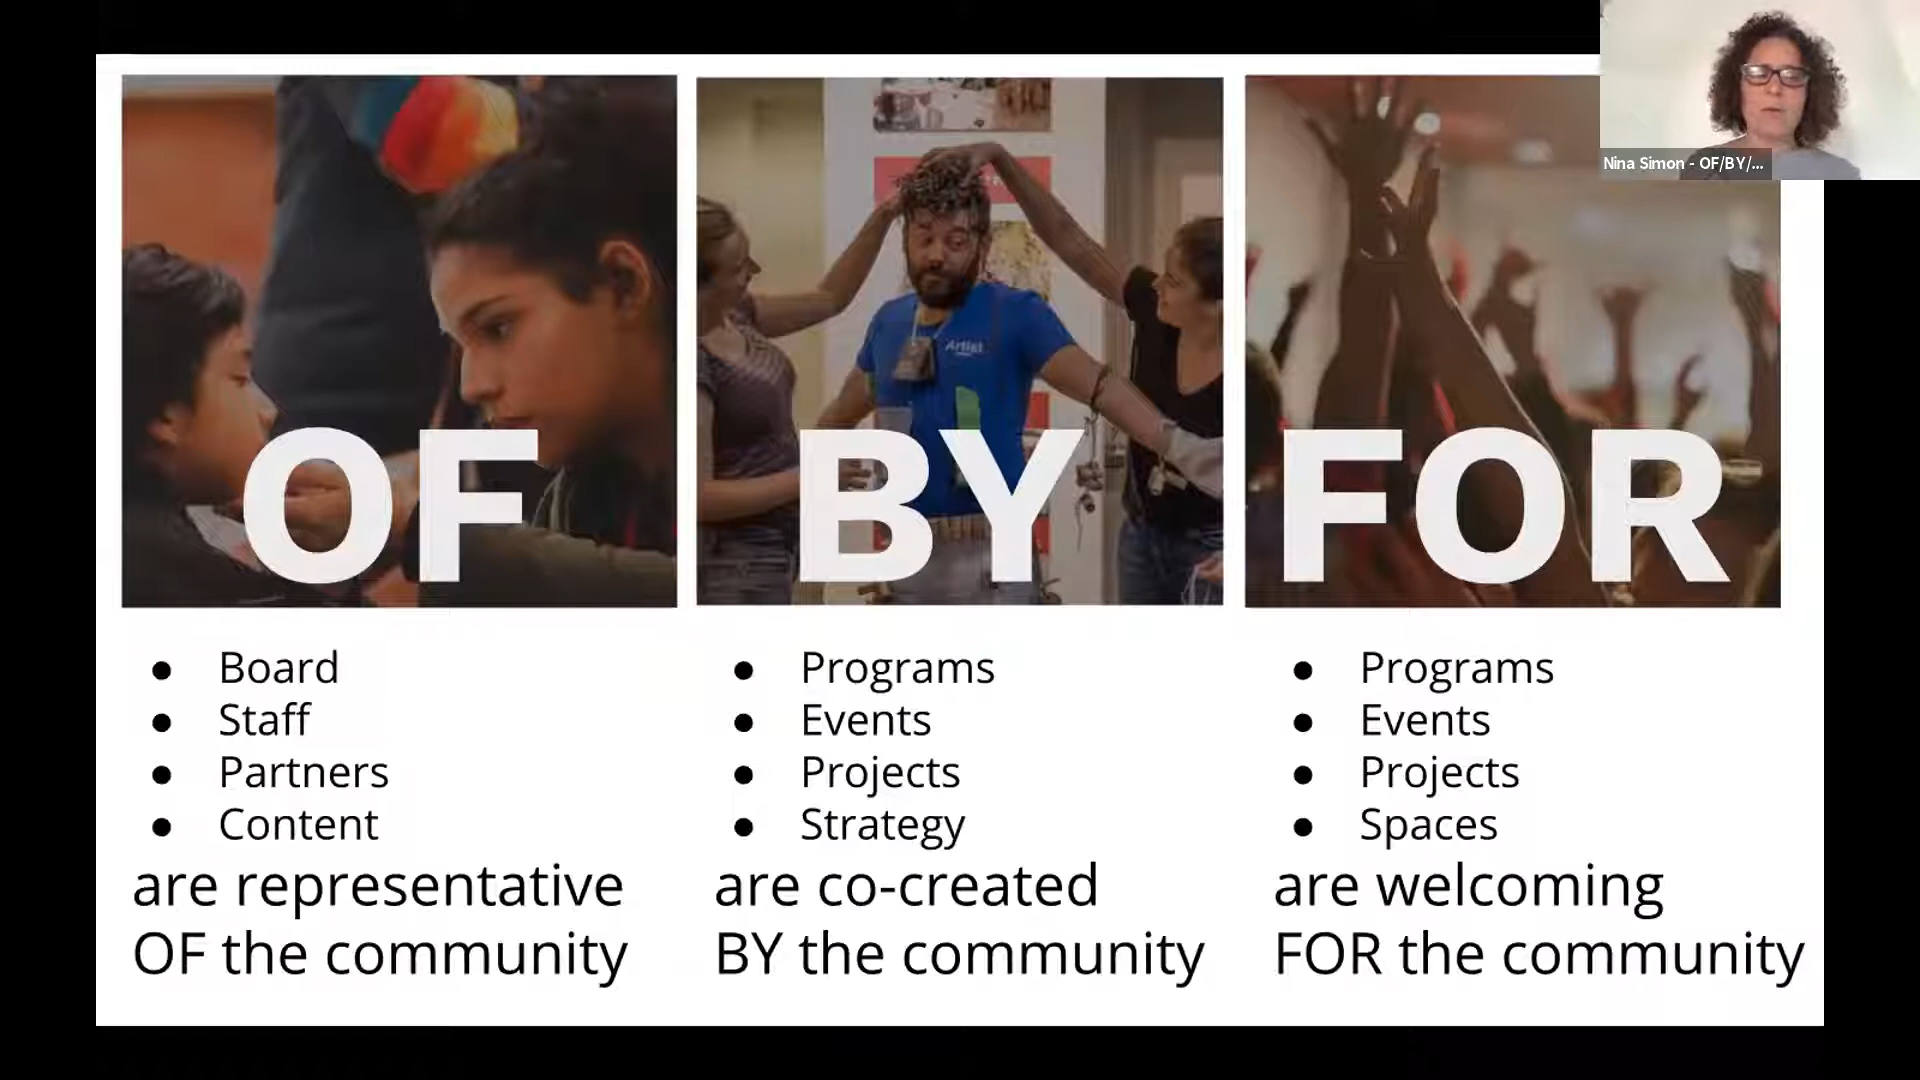 Nina Simon - OF/BY/...
Artist
OF
BY
FOR
● Board
● Staff
● Partners
● Content
are representative
OF the community
● Programs
● Events
● Projects
● Strategy
are co-created
BY the community
● Programs
● Events
● Projects
● Spaces
are welcoming
FOR the community